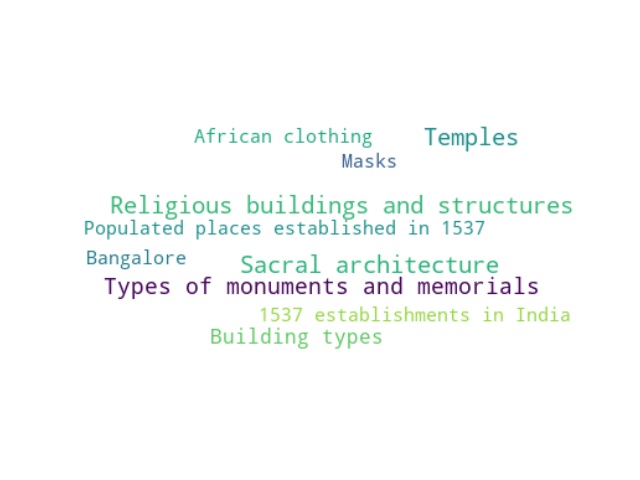 African clothing
Temples
Masks
Religious buildings and structures
Populated places established in 1537
Bangalore
Sacral architecture
Types of monuments and memorials
1537 establishments in India
Building types